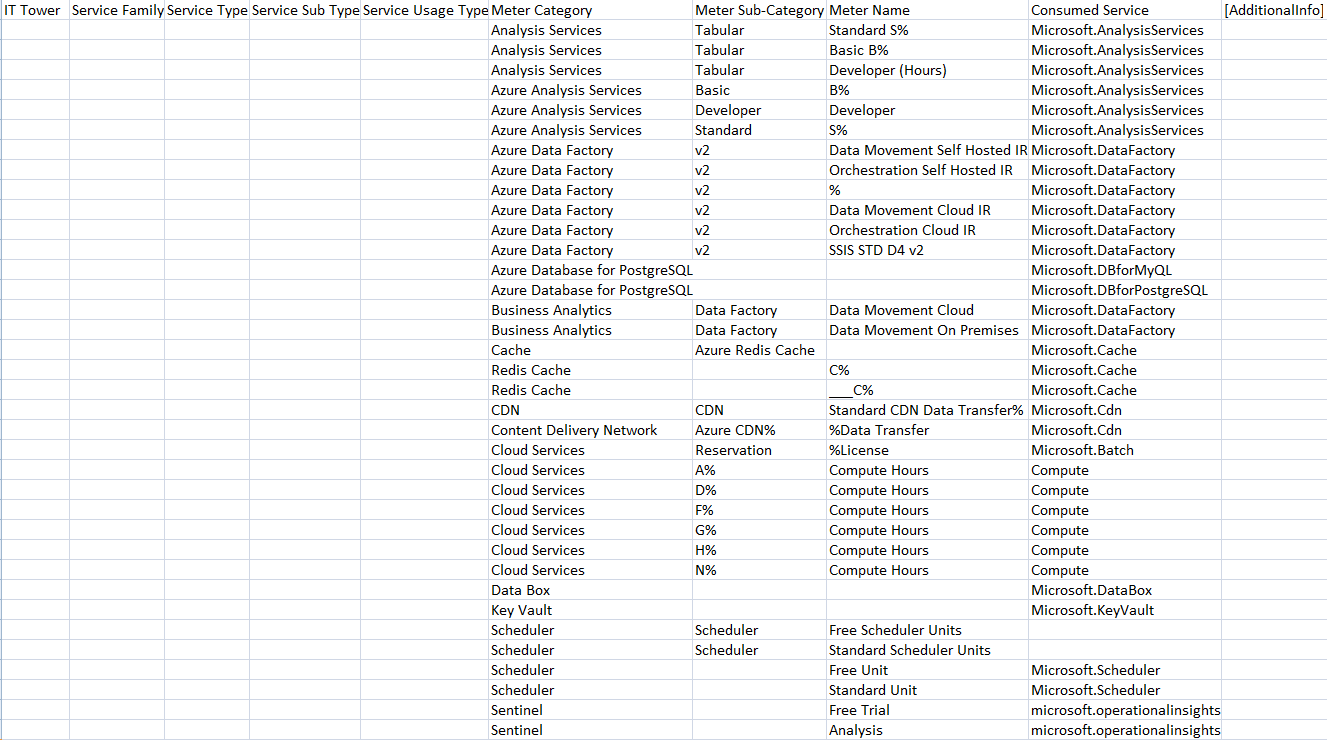 IT Tower Service Family Service Type Service Sub Type Service Usage Type Meter Category Meter Sub-Category Meter Name Consumed Service [AdditionalInfo]
Analysis Services Tabular Standard S% Microsoft.AnalysisServices
Analysis Services Tabular Basic B% Microsoft.AnalysisServices
Analysis Services Tabular Developer (Hours) Microsoft.AnalysisServices
Azure Analysis Services Basic B% Microsoft.AnalysisServices
Azure Analysis Services Developer Developer Microsoft.AnalysisServices
Azure Analysis Services Standard S% Microsoft.AnalysisServices
Azure Data Factory v2 Data Movement Self Hosted IR Microsoft.DataFactory
Azure Data Factory v2 Orchestration Self Hosted IR Microsoft.DataFactory
Azure Data Factory v2 % Microsoft.DataFactory
Azure Data Factory v2 Data Movement Cloud IR Microsoft.DataFactory
Azure Data Factory v2 Orchestration Cloud IR Microsoft.DataFactory
Azure Data Factory v2 SSIS STD D4 v2 Microsoft.DataFactory
Azure Database for PostgreSQL Microsoft.DBforMyQL
Azure Database for PostgreSQL Microsoft.DBforPostgreSQL
Business Analytics Data Factory Data Movement Cloud Microsoft.DataFactory
Business Analytics Data Factory Data Movement On Premises Microsoft.DataFactory
Cache Azure Redis Cache Microsoft.Cache
Redis Cache C% Microsoft.Cache
Redis Cache ___C% Microsoft.Cache
CDN CDN Standard CDN Data Transfer% Microsoft.Cdn
Content Delivery Network Azure CDN% %Data Transfer Microsoft.Cdn
Cloud Services Reservation %License Microsoft.Batch
Cloud Services A% Compute Hours Compute
Cloud Services D% Compute Hours Compute
Cloud Services F% Compute Hours Compute
Cloud Services G% Compute Hours Compute
Cloud Services H% Compute Hours Compute
Cloud Services N% Compute Hours Compute
Data Box Microsoft.DataBox
Key Vault Microsoft.KeyVault
Scheduler Scheduler Free Scheduler Units
Scheduler Scheduler Standard Scheduler Units
Scheduler Free Unit Microsoft.Scheduler
Scheduler Standard Unit Microsoft.Scheduler
Sentinel Free Trial microsoft.operationalinsights
Sentinel Analysis microsoft.operationalinsights